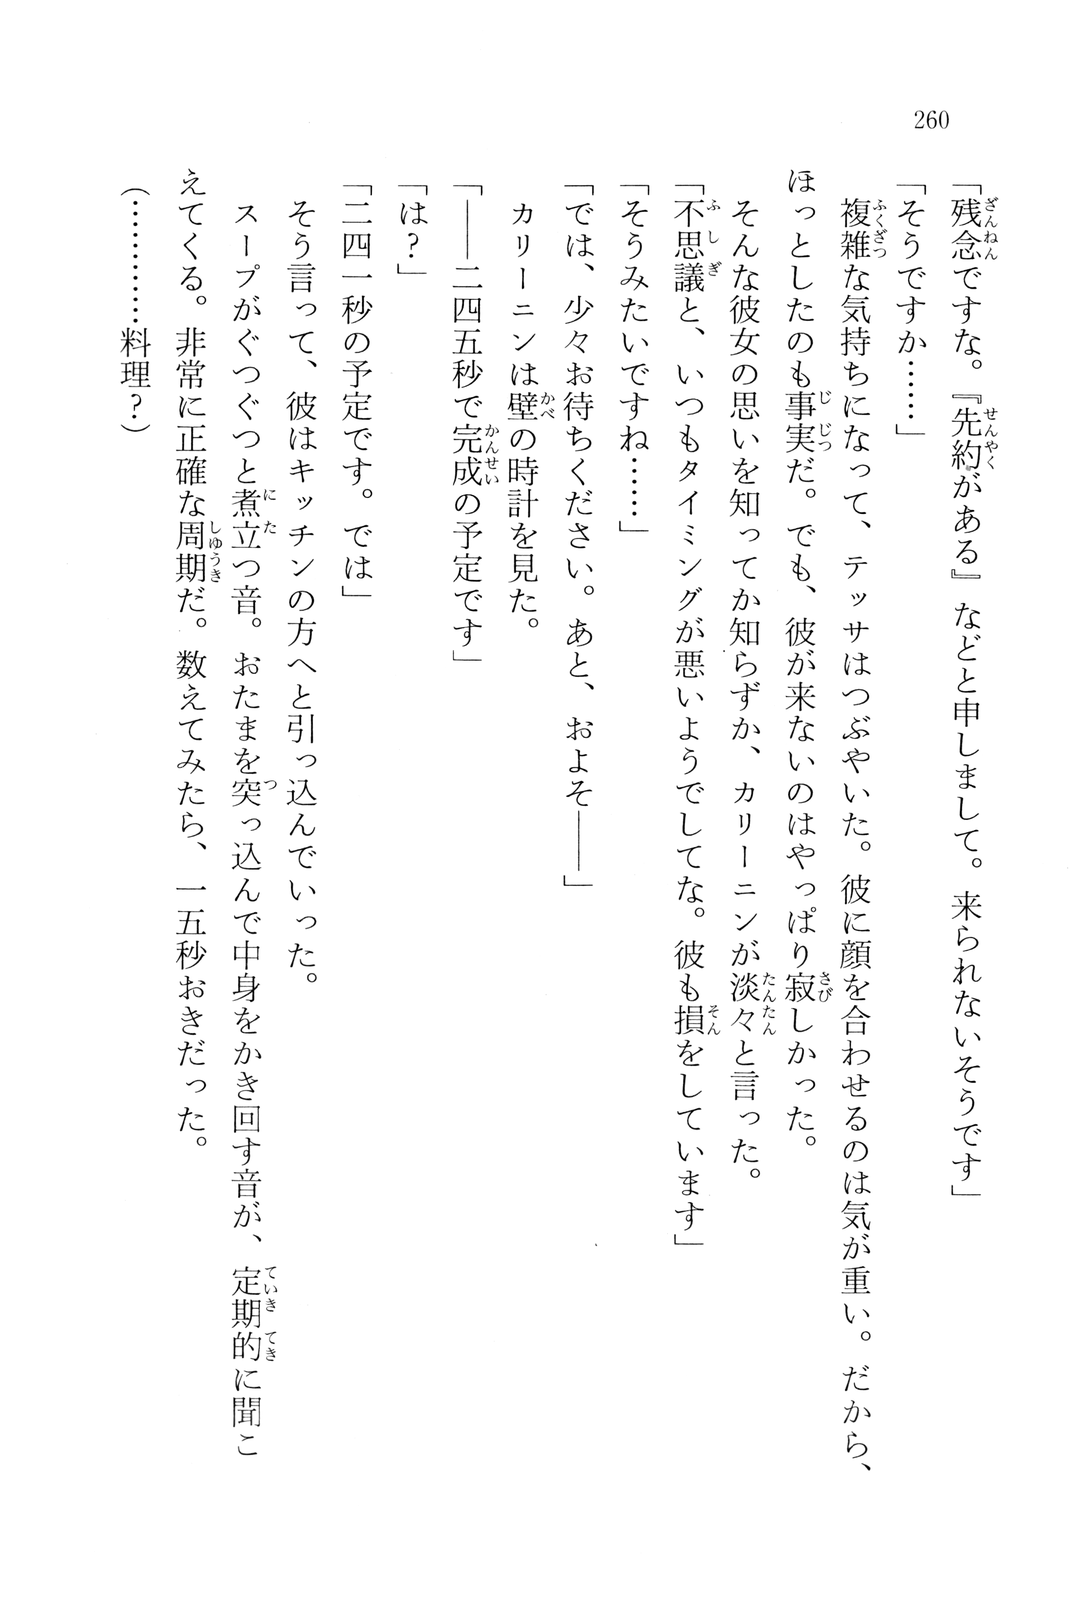 260
「残念ですな。『先約がある』などと申しまして。来られないそうです」
「そうですか……」
　複雑な気持ちになって、テッサはつぶやいた。彼に顔を合わせるのは気が重い。だから、
ほっとしたのも事実だ。でも、彼が来ないのはやっぱり寂しかった。
　そんな彼女の思いを知ってか知らずか、カリーニンが淡々と言った。
「不思議と、いつもタイミングが悪いようでしてな。彼も損をしています」
「そうみたいですね……」
「では、少々お待ちください。あと、およそ――」
　カリーニンは壁の時計を見た。
「――二四五秒で完成の予定です」
「は？」
「二四一秒の予定です。では」
　そう言って、彼はキッチンの方へと引っ込んでいった。
　スープがぐつぐつと煮立つ音。おたまを突っ込んで中身をかき回す音が、定期的に聞こ
えてくる。非常に正確な周期だ。数えてみたら、一五秒おきだった。
（…………料理？）